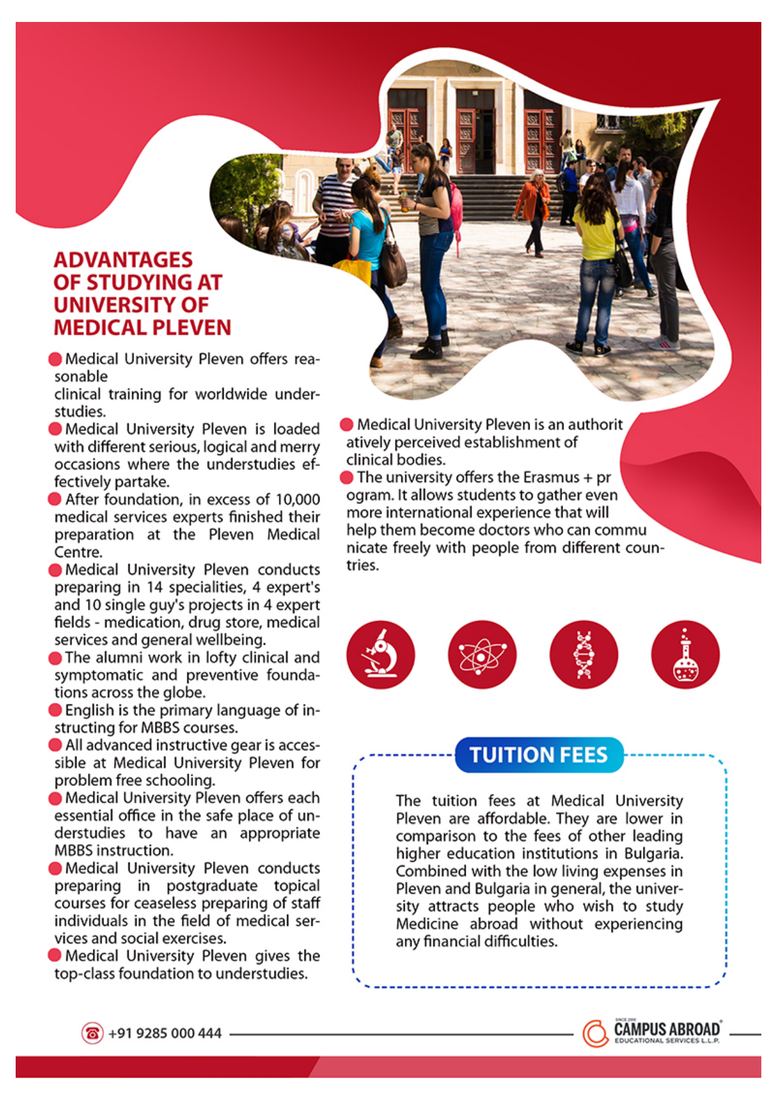 ADVANTAGES
OF STUDYING AT
UNIVERSITY OF
MEDICAL PLEVEN
Medical University Pleven offers rea-
sonable
clinical training for worldwide under-
studies.
Medical University Pleven is loaded
with different serious, logical and merry
occasions where the understudies ef-
fectively partake.
After foundation, in excess of 10,000
medical services experts finished their
preparation at the Pleven Medical
Centre.
Medical University Pleven conducts
preparing in 14 specialities, 4 expert's
and 10 single guy's projects in 4 expert
fields - medication, drug store, medical
services and general wellbeing.
The alumni work in lofty clinical and
symptomatic and preventive founda-
tions across the globe.
English is the primary language of in-
structing for MBBS courses.
All advanced instructive gear is acces-
sible at Medical University Pleven for
problem free schooling.
Medical University Pleven offers each
essential office in the safe place of un-
derstudies to have an appropriate
MBBS instruction.
Medical University Pleven conducts
preparing in postgraduate topical
courses for ceaseless preparing of staff
individuals in the field of medical ser-
vices and social exercises.
Medical University Pleven gives the
top-class foundation to understudies.
Medical University Pleven is an authorit
atively perceived establishment of
clinical bodies.
The university offers the Erasmus + pr
ogram. It allows students to gather even
more international experience that will
help them become doctors who can commu
nicate freely with people from different coun-
tries.
TUITION FEES
The tuition fees at Medical University
Pleven are affordable. They are lower in
comparison to the fees of other leading
higher education institutions in Bulgaria.
Combined with the low living expenses in
Pleven and Bulgaria in general, the univer-
sity attracts people who wish to study
Medicine abroad without experiencing
any financial difficulties.
+91 9285 000 444
CAMPUS ABROAD
EDUCATIONAL SERVICES L.L.P.